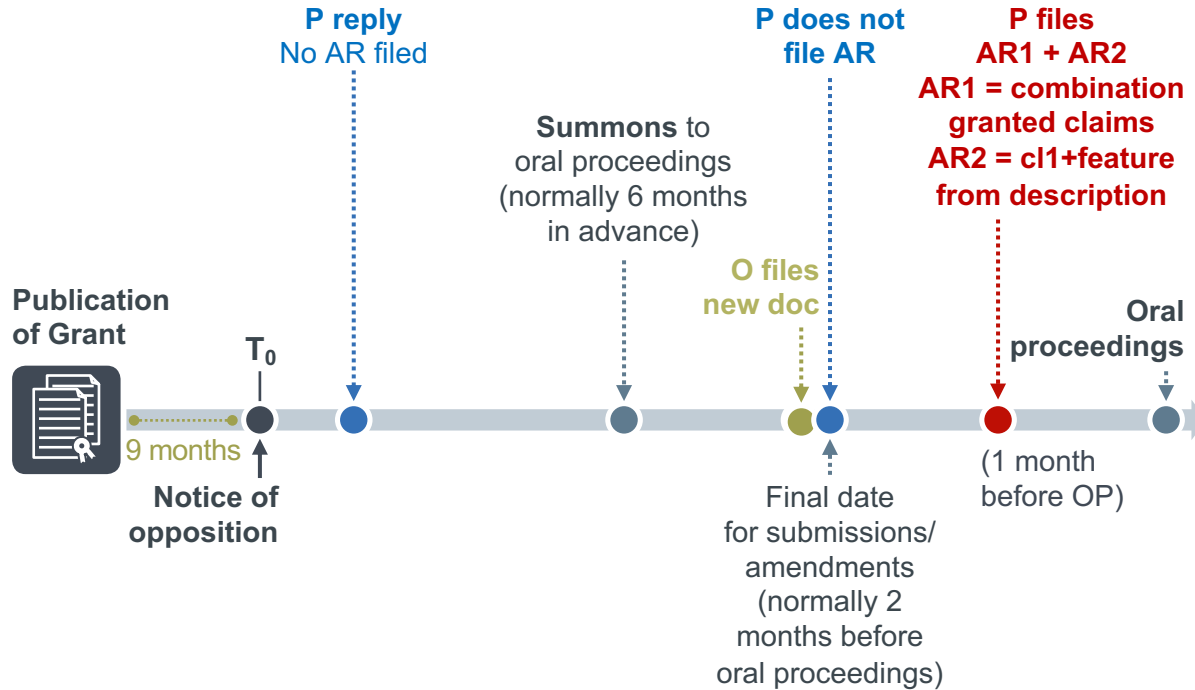 P reply
No AR filed
P does not
file AR
P files
AR1 + AR2
AR1 = combination
granted claims
AR2 = cl1+feature
from description
Summons to
oral proceedings
(normally 6 months
in advance)
O files
new doc
Publication
of Grant
T₀
Oral
proceedings
9 months
Notice of
opposition
Final date
for submissions/
amendments
(normally 2
months before
oral proceedings)
(1 month
before OP)